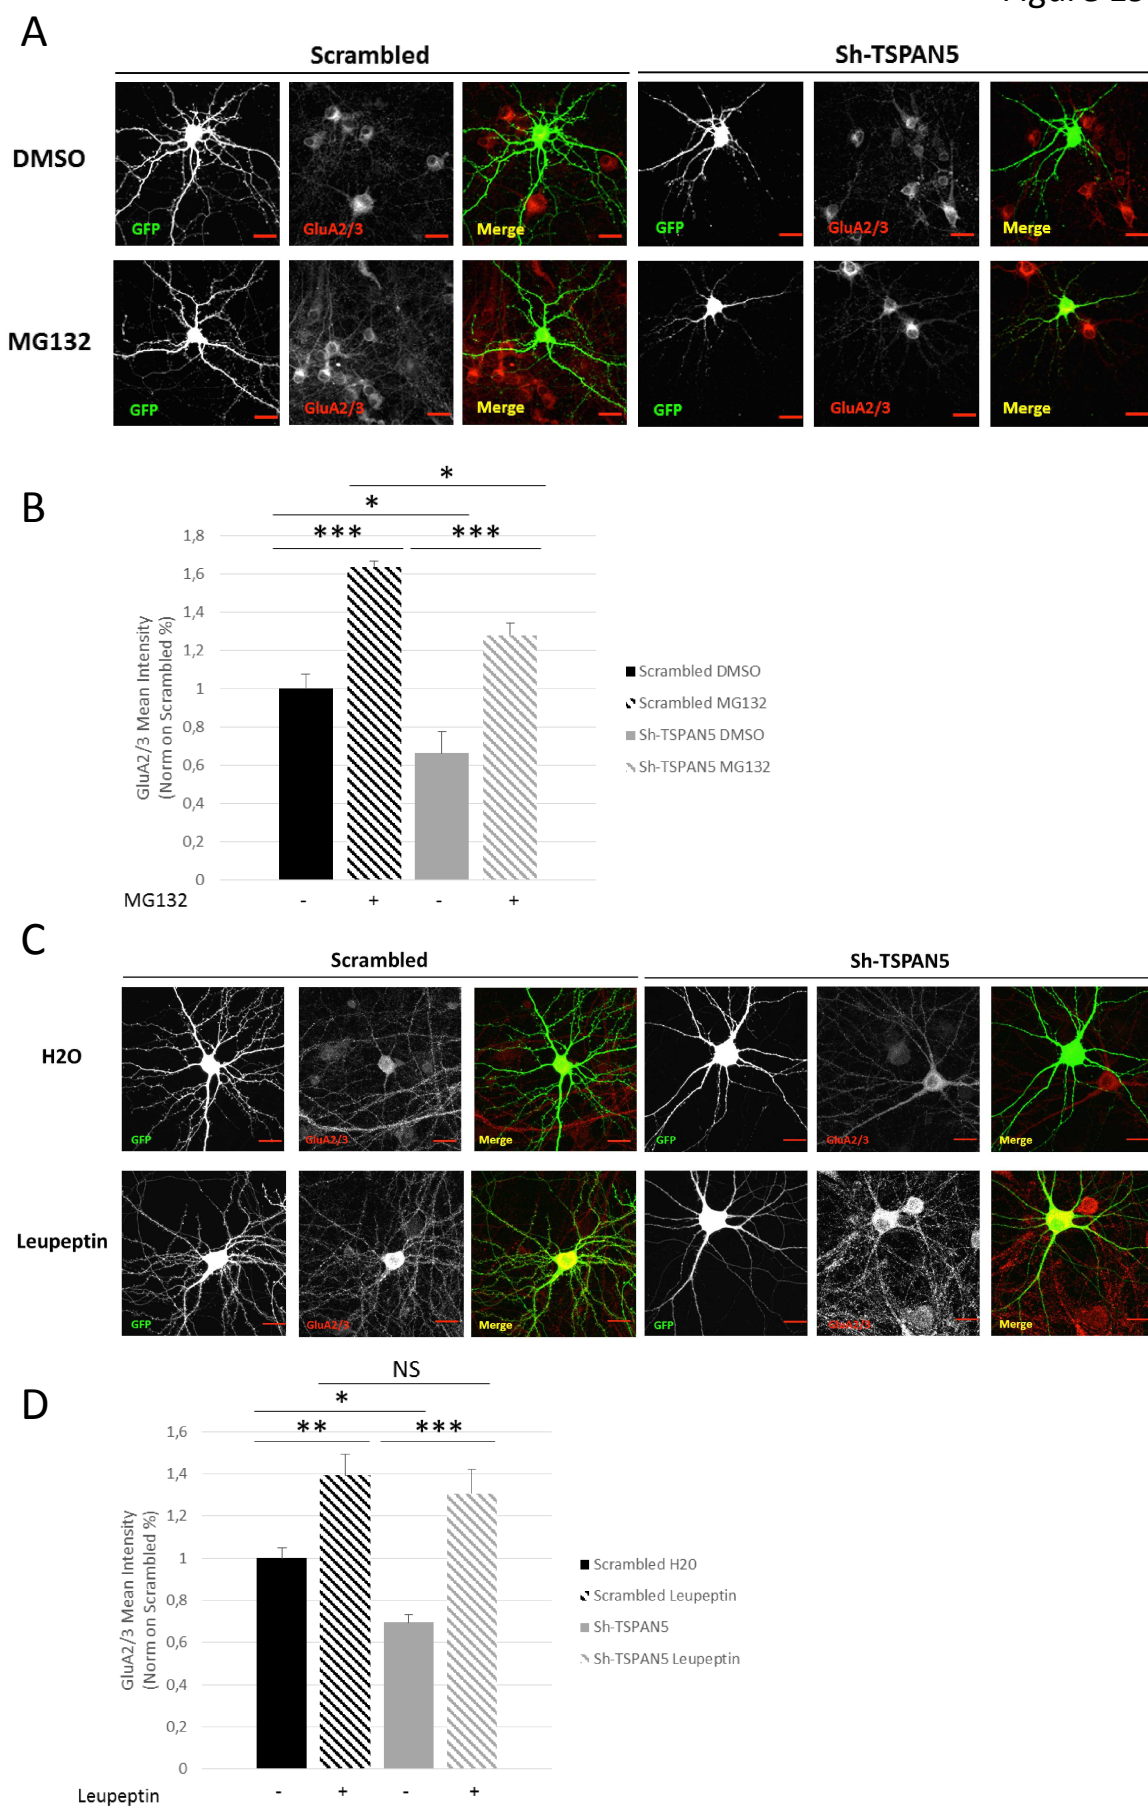 A
Scrambled
Sh-TSPAN5
DMSO
GFP
GluA2/3
Merge
GFP
GluA2/3
Merge
MG132
GFP
GluA2/3
Merge
GFP
GluA2/3
Merge
B
*
*
***
***
1,8
1,6
1,4
1,2
1
0,8
0,6
0,4
0,2
0
GluA2/3 Mean Intensity
(Norm on Scrambled %)
Scrambled DMSO
Scrambled MG132
Sh-TSPAN5 DMSO
Sh-TSPAN5 MG132
MG132 - + - +
C
Scrambled
Sh-TSPAN5
H2O
GFP
GluA2/3
Merge
GFP
GluA2/3
Merge
Leupeptin
GFP
GluA2/3
Merge
GFP
GluA2/3
Merge
D
NS
*
**
***
1,6
1,4
1,2
1
0,8
0,6
0,4
0,2
0
GluA2/3 Mean Intensity
(Norm on Scrambled %)
Scrambled H2O
Scrambled Leupeptin
Sh-TSPAN5
Sh-TSPAN5 Leupeptin
Leupeptin - + - +